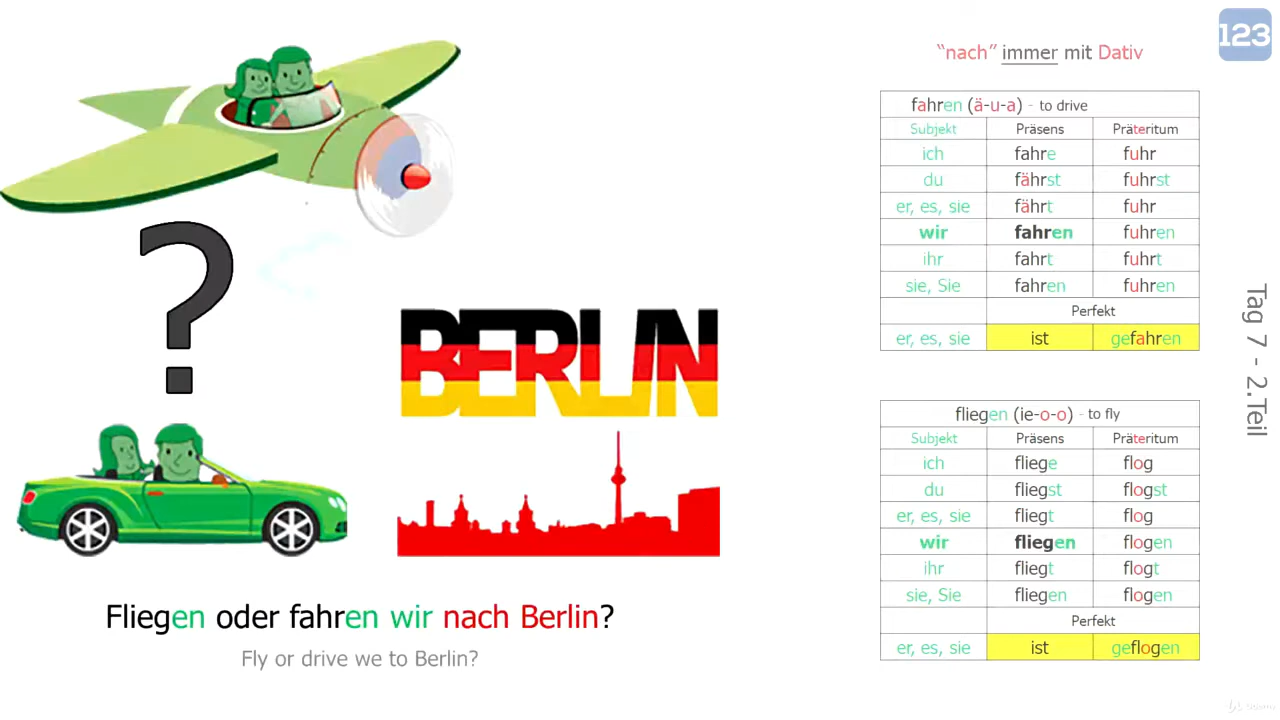 123
"nach" immer mit Dativ
fahren (ä-u-a) - to drive
Subjekt Präsens Präteritum
ich fahre fuhr
du fährst fuhrst
er, es, sie fährt fuhr
wir fahren fuhren
ihr fahrt fuhrt
sie, Sie fahren fuhren
Perfekt
er, es, sie ist gefahren
BERLIN
fliegen (ie-o-o) - to fly
Subjekt Präsens Präteritum
ich fliege flog
du fliegst flogst
er, es, sie fliegt flog
wir fliegen flogen
ihr fliegt flogt
sie, Sie fliegen flogen
Perfekt
er, es, sie ist geflogen
Tag 7 - 2.Teil
Fliegen oder fahren wir nach Berlin?
Fly or drive we to Berlin?